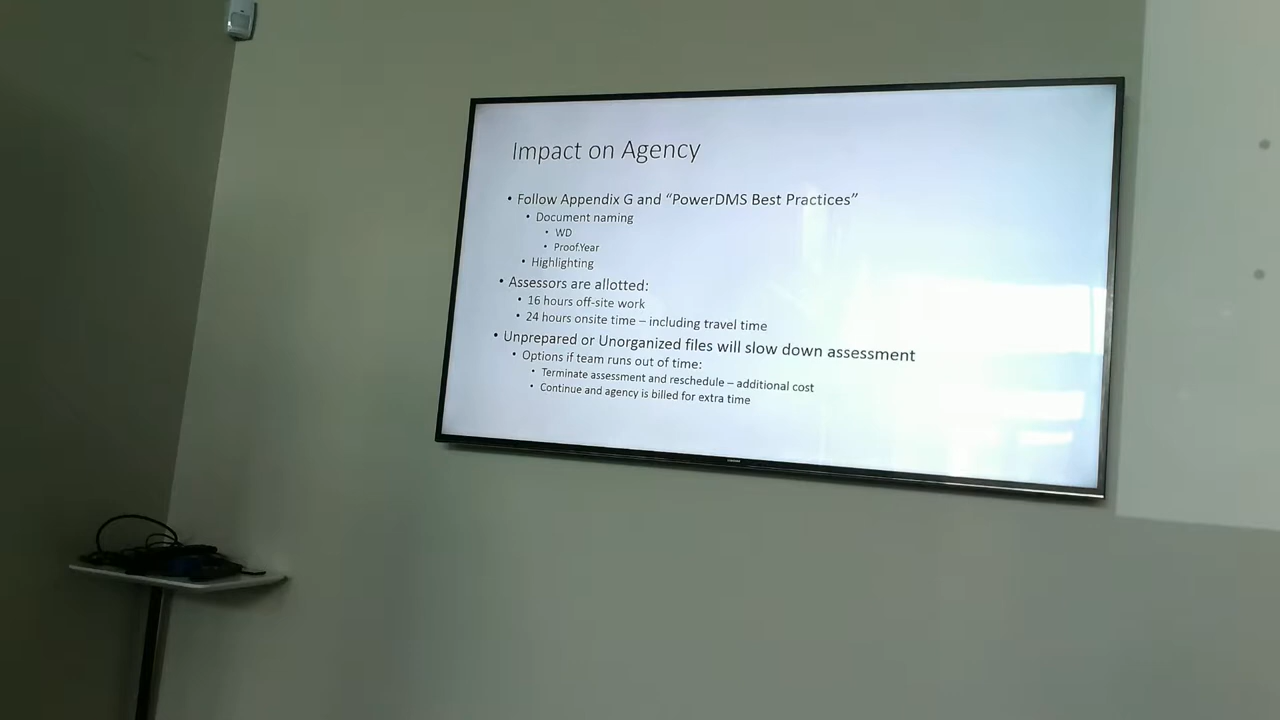 Impact on Agency
• Follow Appendix G and “PowerDMS Best Practices”
• Document naming
• WD
• Proof.Year
• Highlighting
• Assessors are allotted:
• 16 hours off-site work
• 24 hours onsite time – including travel time
• Unprepared or Unorganized files will slow down assessment
• Options if team runs out of time:
• Terminate assessment and reschedule – additional cost
• Continue and agency is billed for extra time